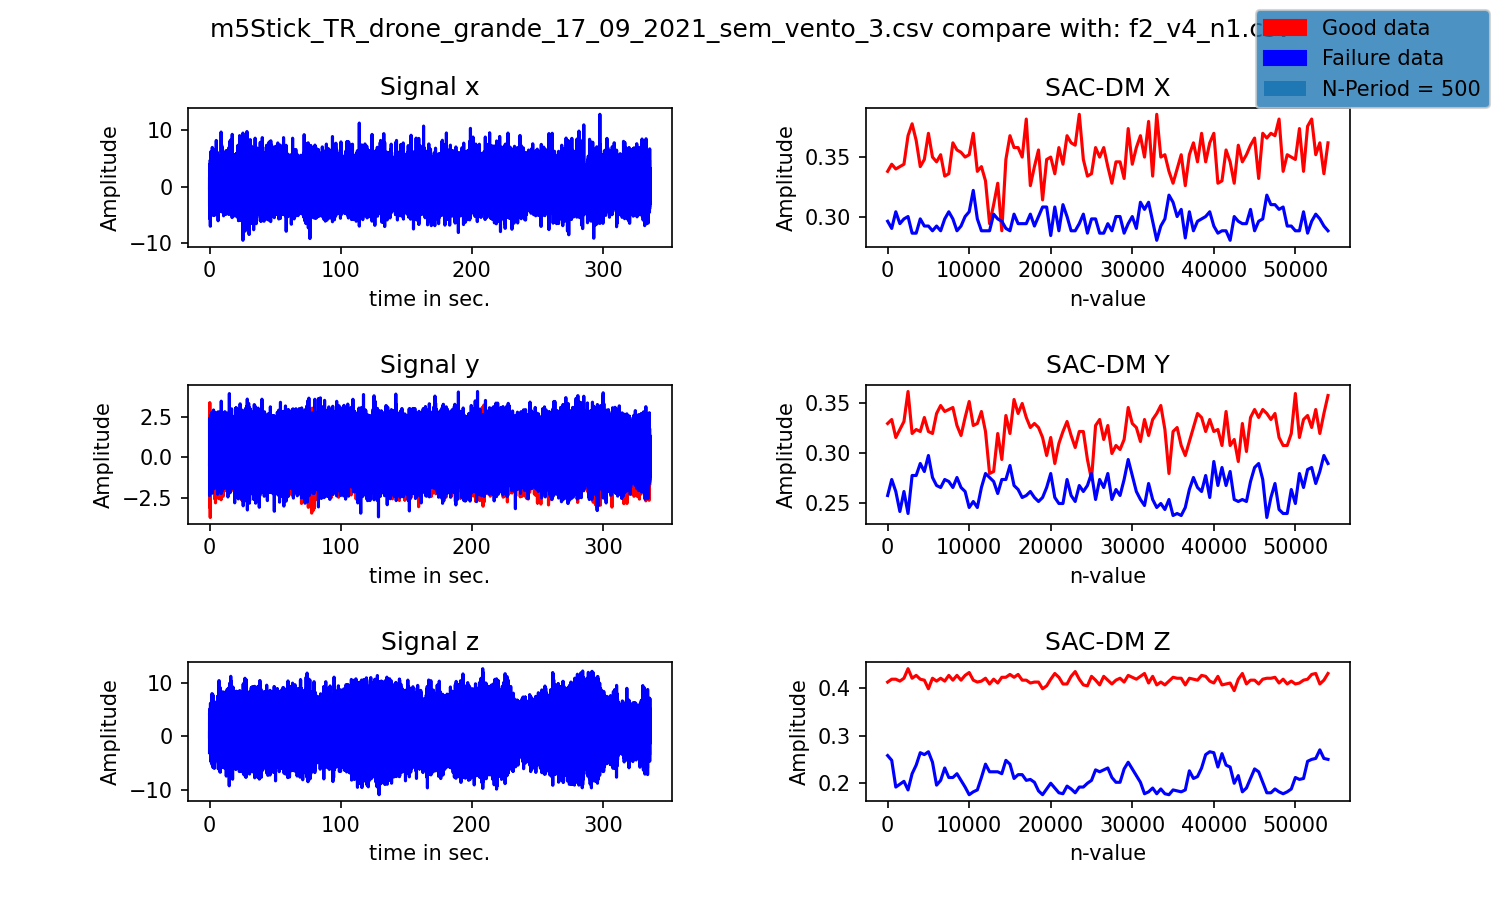 m5Stick_TR_drone_grande_17_09_2021_sem_vento_3.csv compare with: f2_v4_n1.csv
Good data
Failure data
N-Period = 500
Signal x
Amplitude
10
0
−10
0 100 200 300
time in sec.
SAC-DM X
Amplitude
0.35
0.30
0 10000 20000 30000 40000 50000
n-value
Signal y
Amplitude
2.5
0.0
−2.5
0 100 200 300
time in sec.
SAC-DM Y
Amplitude
0.35
0.30
0.25
0 10000 20000 30000 40000 50000
n-value
Signal z
Amplitude
10
0
−10
0 100 200 300
time in sec.
SAC-DM Z
Amplitude
0.4
0.3
0.2
0 10000 20000 30000 40000 50000
n-value